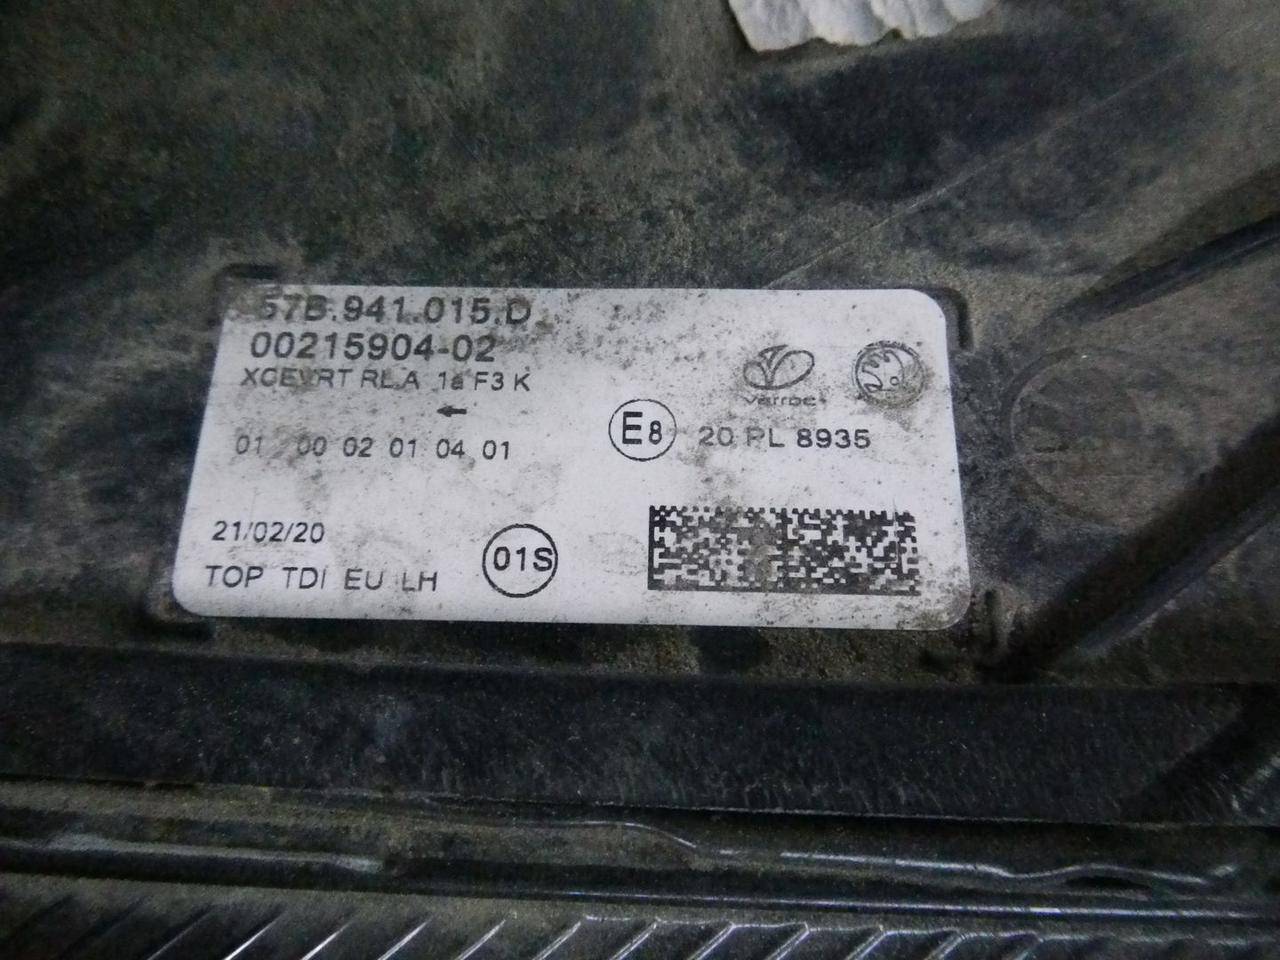 57B.941.015.D
00215904-02
XCEVRT RL A 1a F3 K
←
01 00 02 01 04 01
varroc
E8 20 PL 8935
21/02/20
01S
TOP TDI EU LH